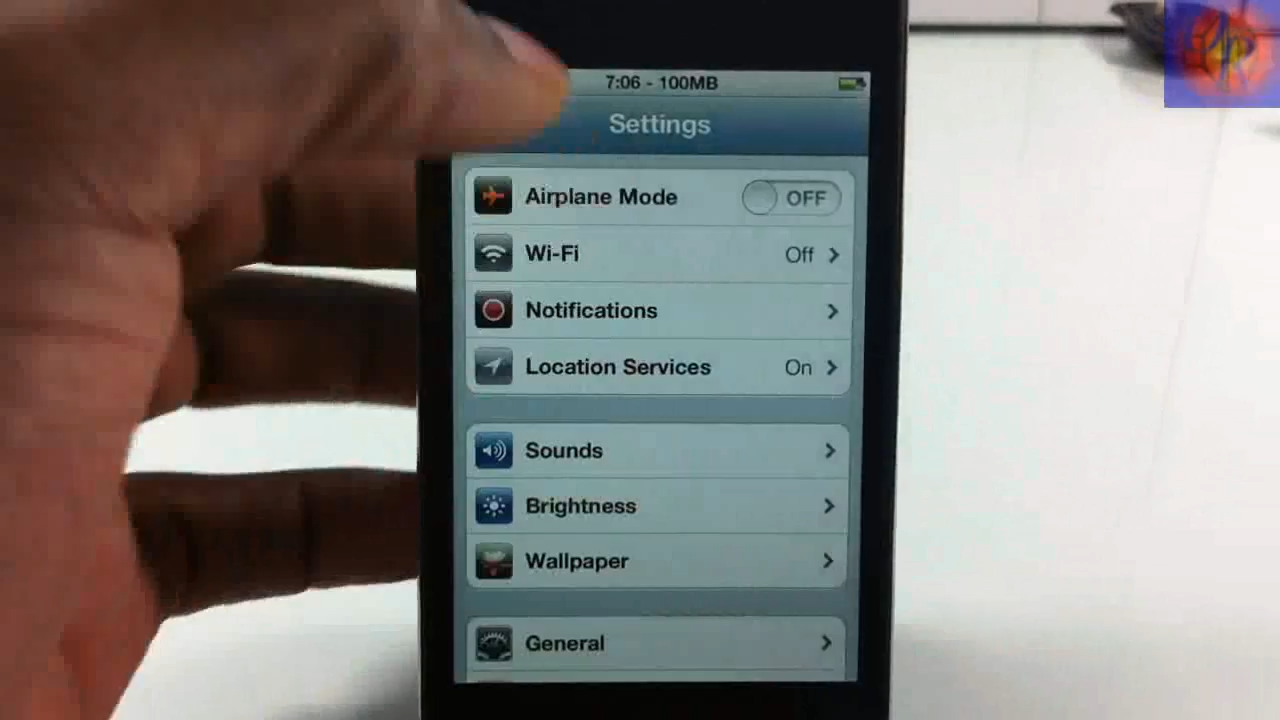 7:06 - 100MB
Settings
Airplane Mode OFF
Wi-Fi Off
Notifications
Location Services On
Sounds
Brightness
Wallpaper
General